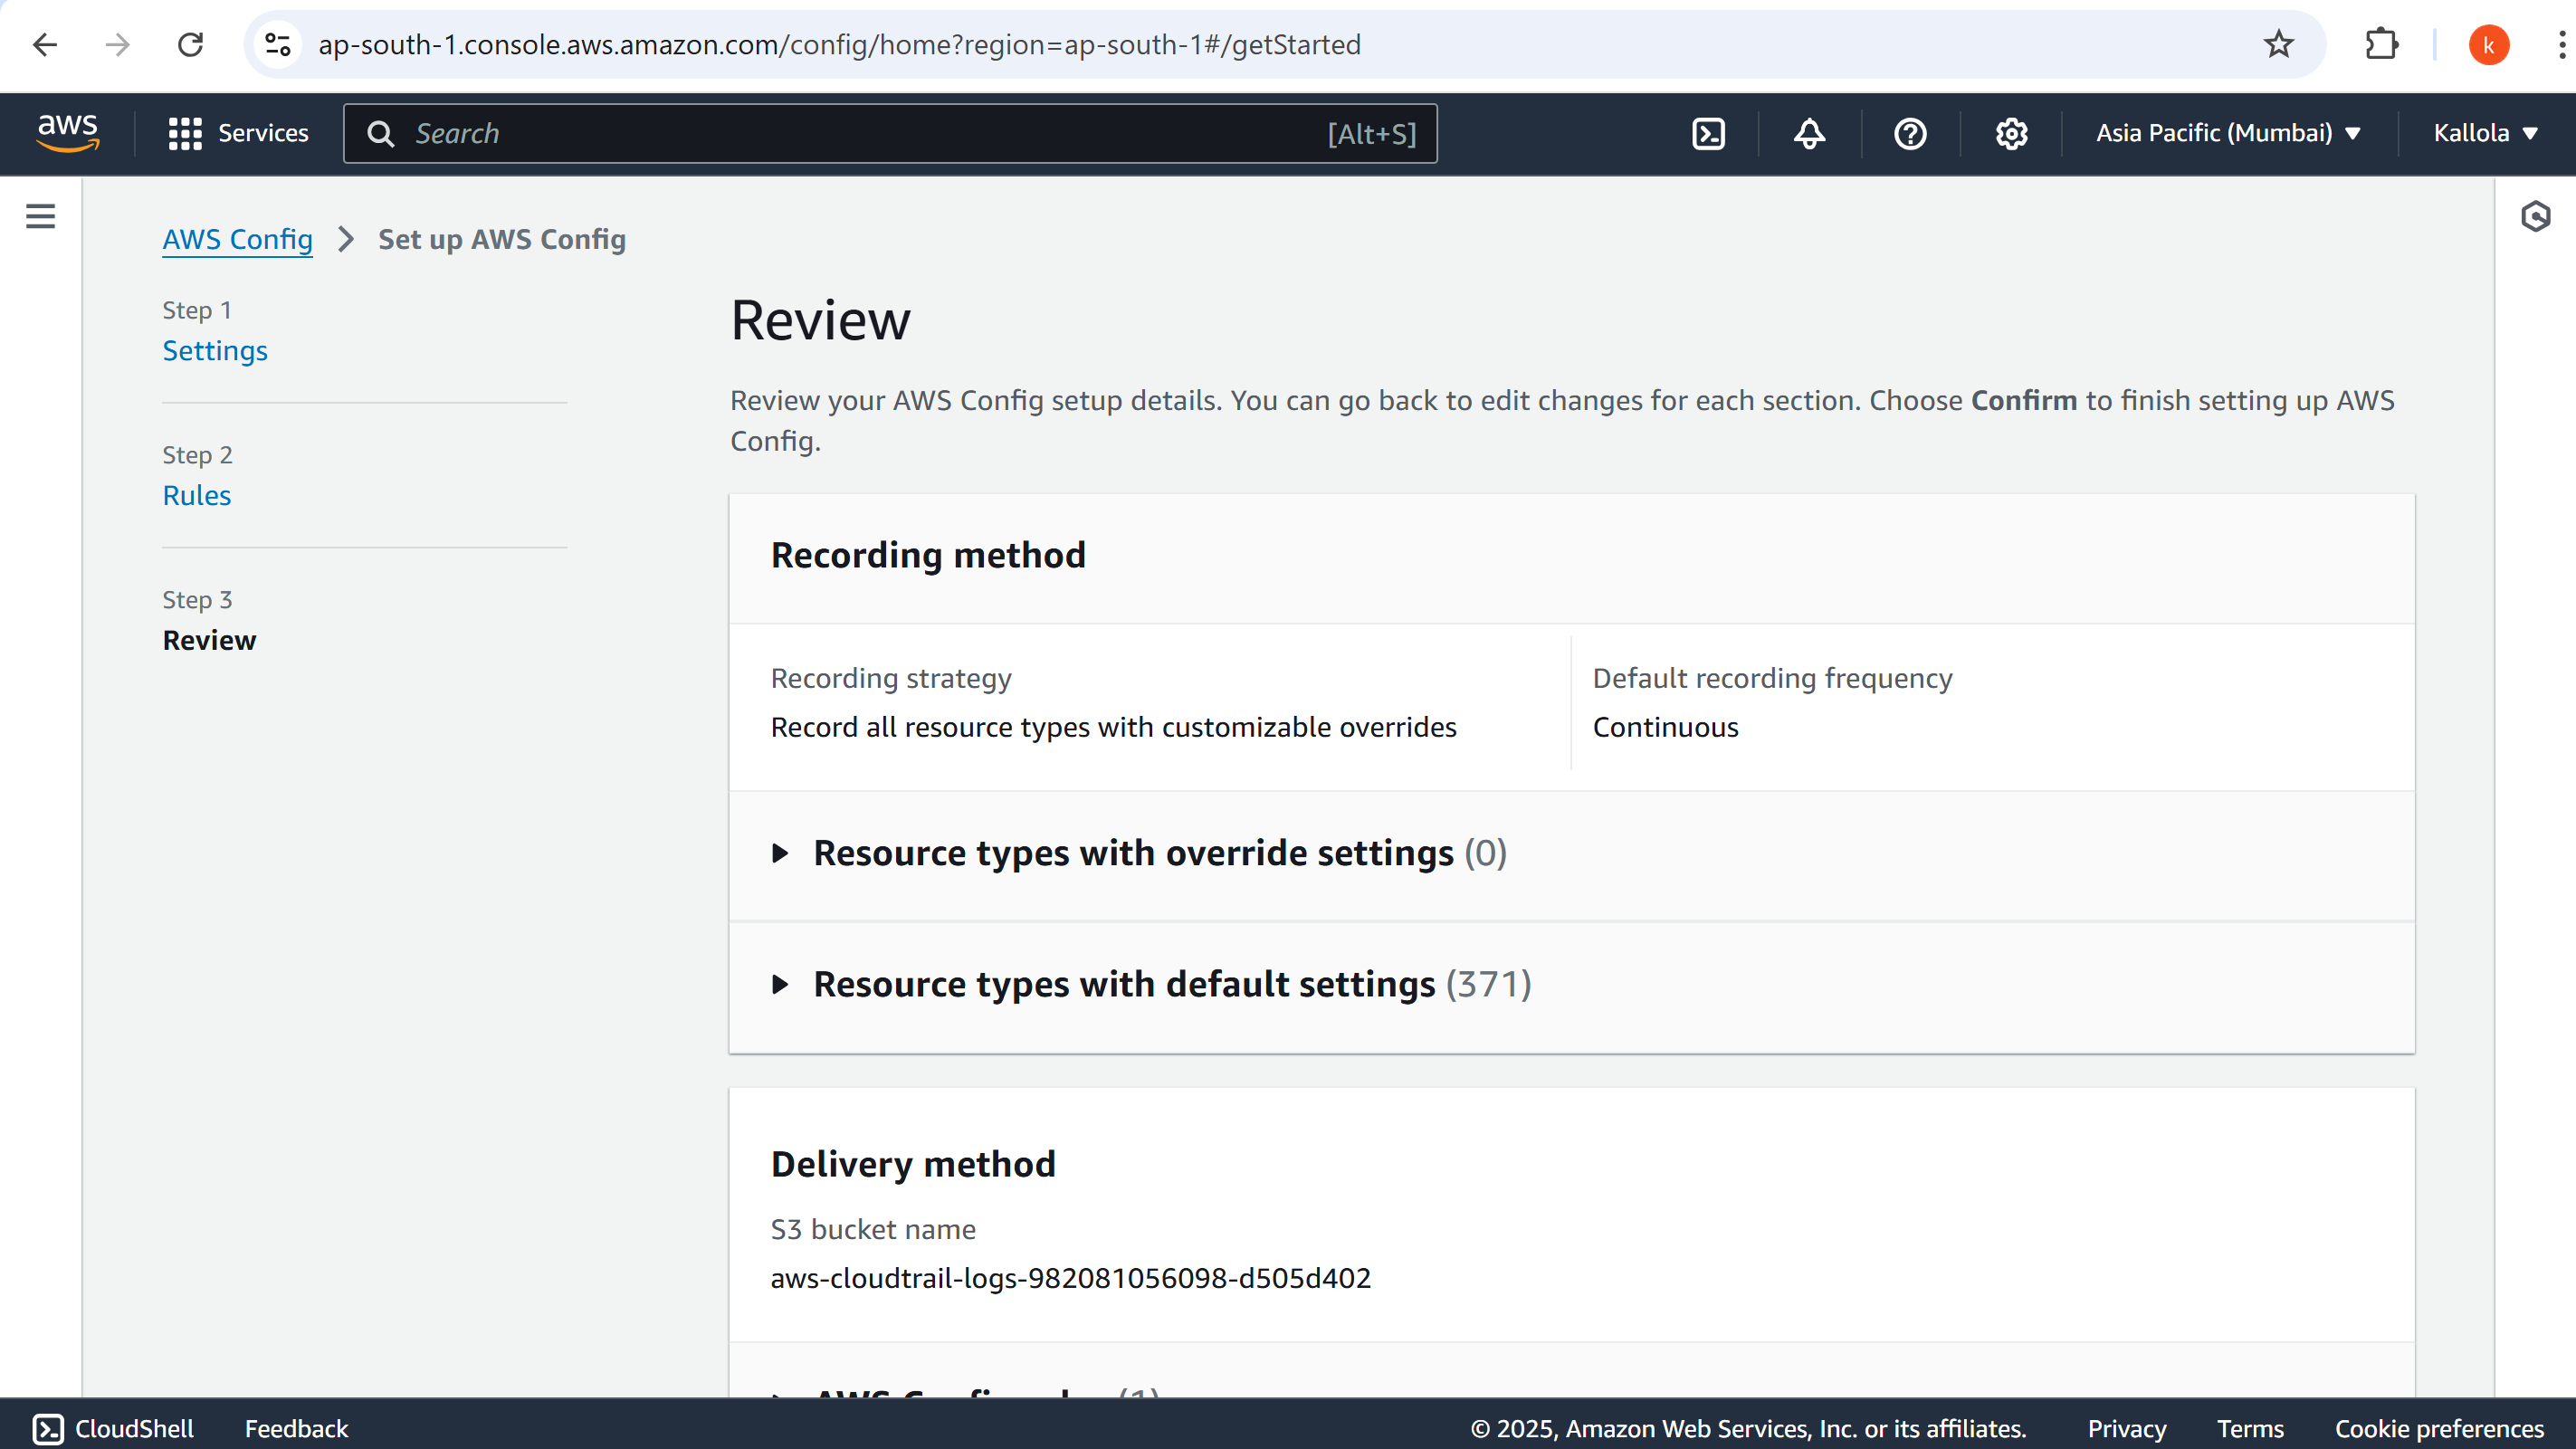 ap-south-1.console.aws.amazon.com/config/home?region=ap-south-1#/getStarted
k
aws
Services
Search
[Alt+S]
Asia Pacific (Mumbai)
Kallola
AWS Config
Set up AWS Config
Step 1
Settings
Step 2
Rules
Step 3
Review
Review
Review your AWS Config setup details. You can go back to edit changes for each section. Choose Confirm to finish setting up AWS
Config.
Recording method
Recording strategy
Record all resource types with customizable overrides
Default recording frequency
Continuous
Resource types with override settings (0)
Resource types with default settings (371)
Delivery method
S3 bucket name
aws-cloudtrail-logs-982081056098-d505d402
AWS Config rules (1)
CloudShell
Feedback
© 2025, Amazon Web Services, Inc. or its affiliates.
Privacy
Terms
Cookie preferences